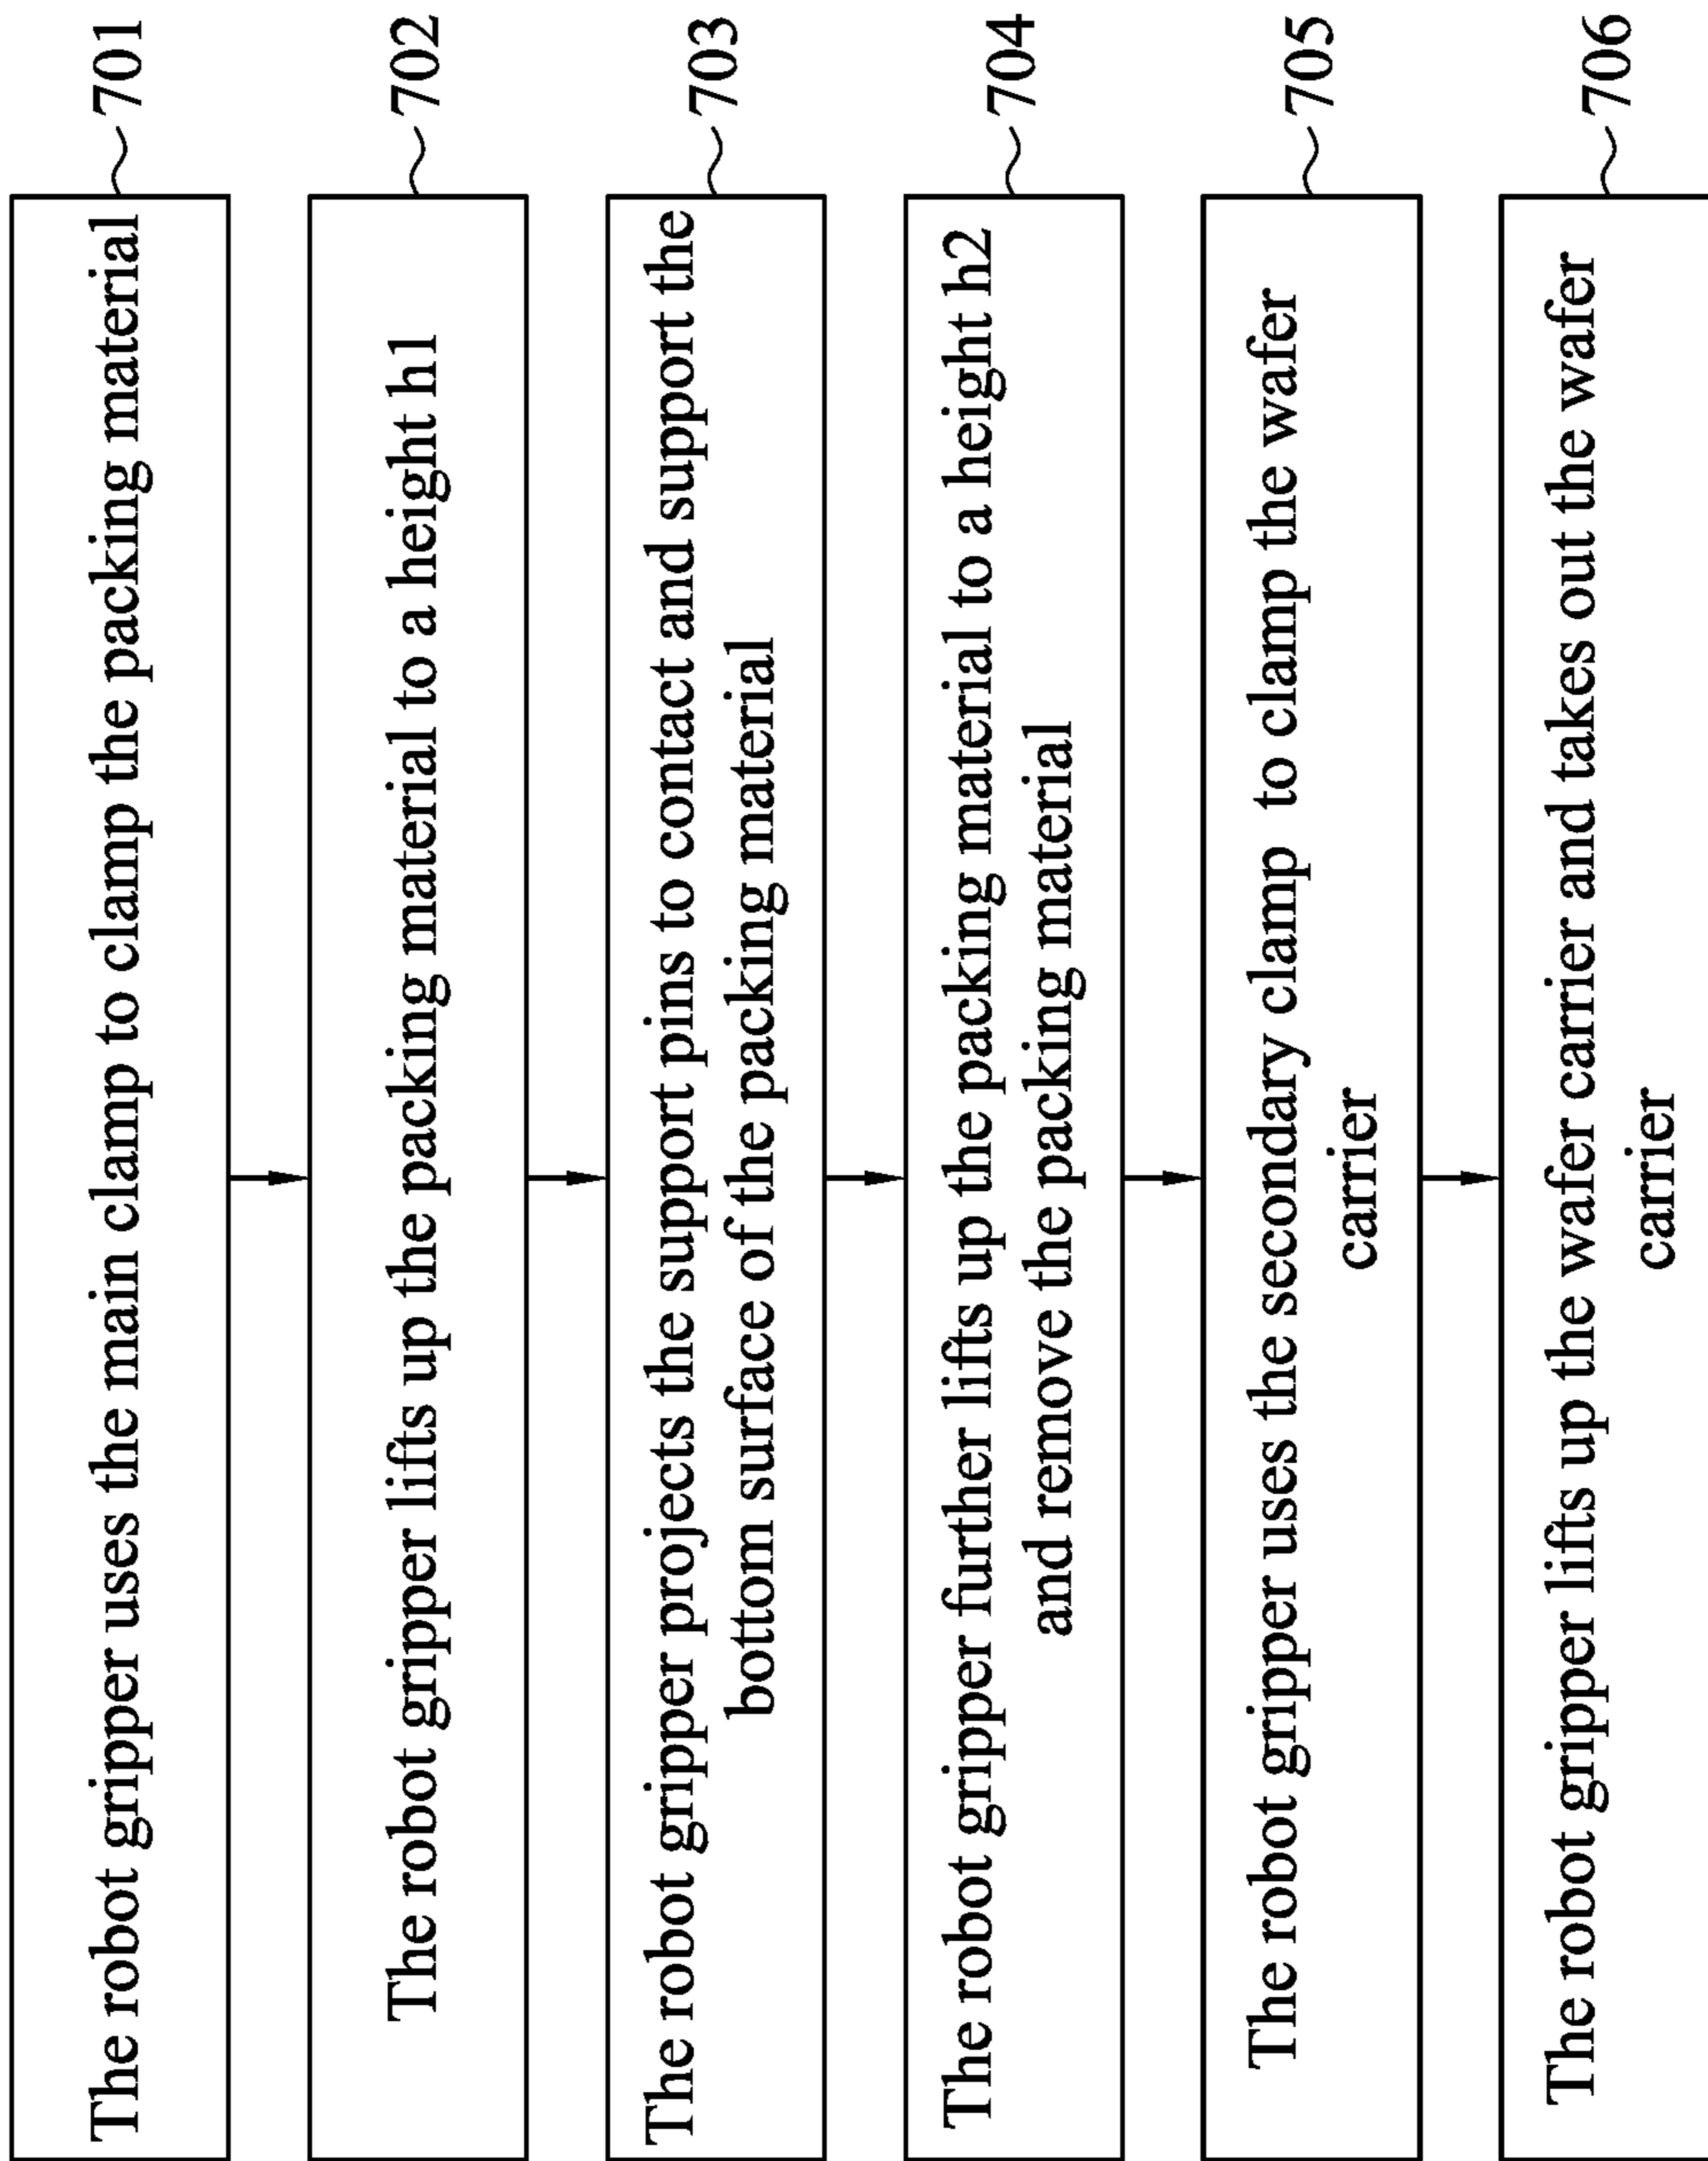 The robot gripper uses the main clamp to clamp the packing material
701
The robot gripper lifts up the packing material to a height h1
702
The robot gripper projects the support pins to contact and support the
bottom surface of the packing material
703
The robot gripper further lifts up the packing material to a height h2
and remove the packing material
704
The robot gripper uses the secondary clamp to clamp the wafer
carrier
705
The robot gripper lifts up the wafer carrier and takes out the wafer
carrier
706